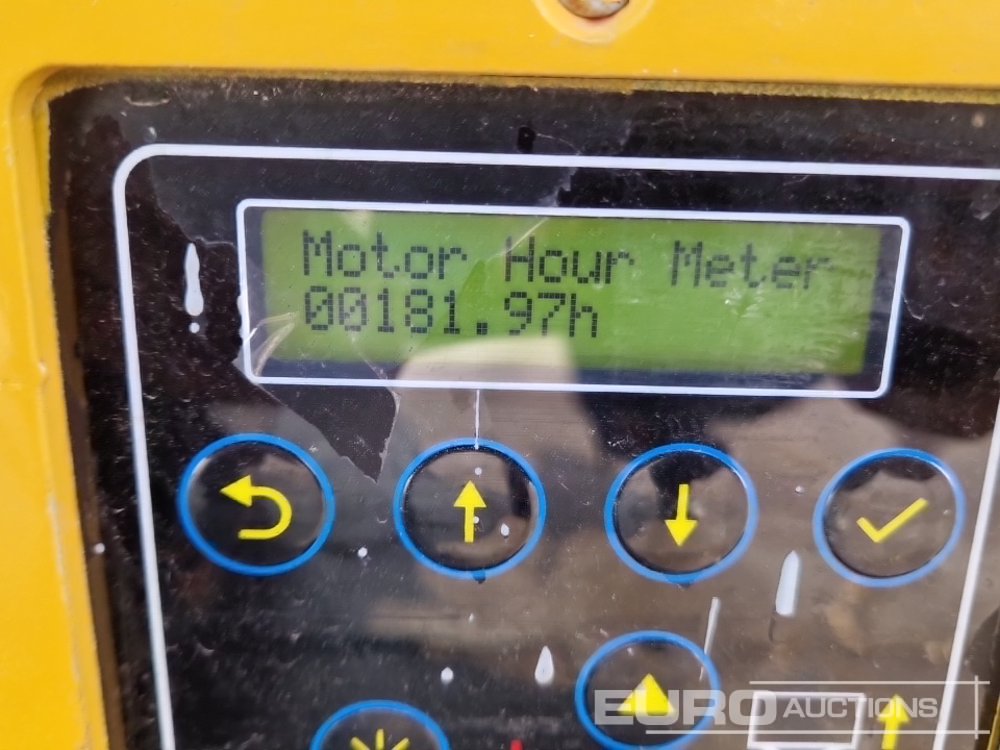 Motor Hour Meter
00181.97h
EURO AUCTIONS